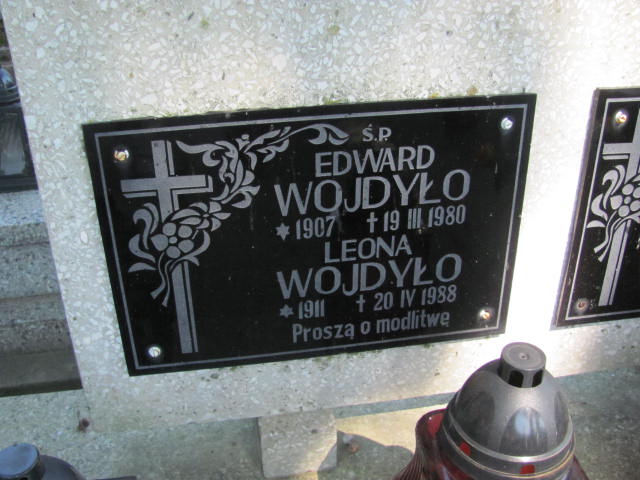 Ś.P.
EDWARD
WOJDYŁO
* 1907 † 19 III 1980
LEONA
WOJDYŁO
* 1911 † 20 IV 1988
Proszą o modlitwę